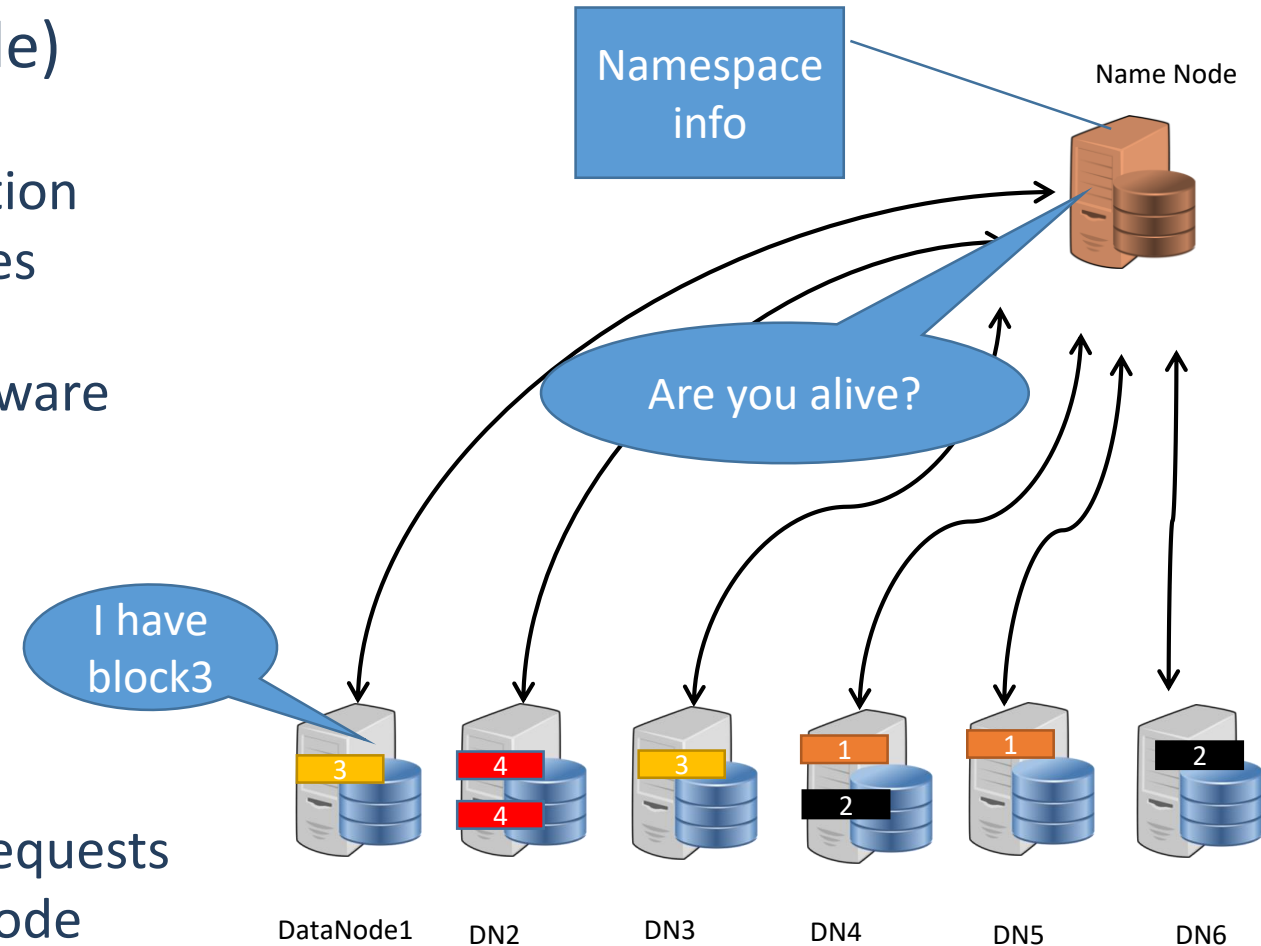 le)
tion
es
ware
equests
ode
Namespace
info
Name Node
Are you alive?
I have
block3
3
4
4
3
1
2
1
2
DataNode1
DN2
DN3
DN4
DN5
DN6